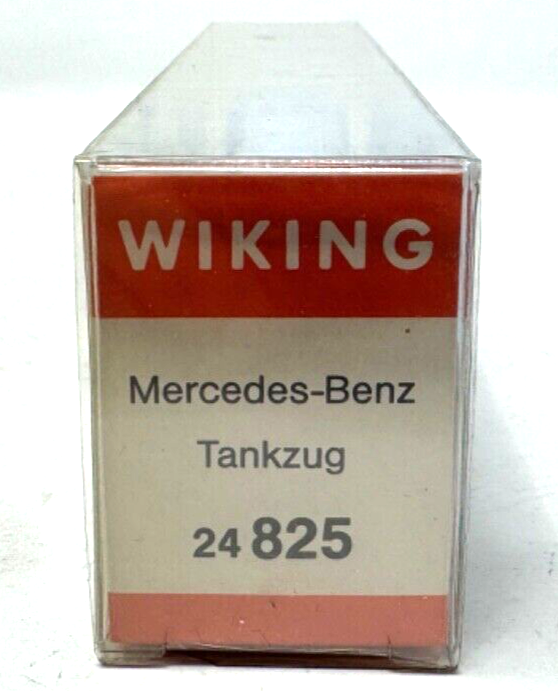 WIKING
Mercedes-Benz
Tankzug
24 825